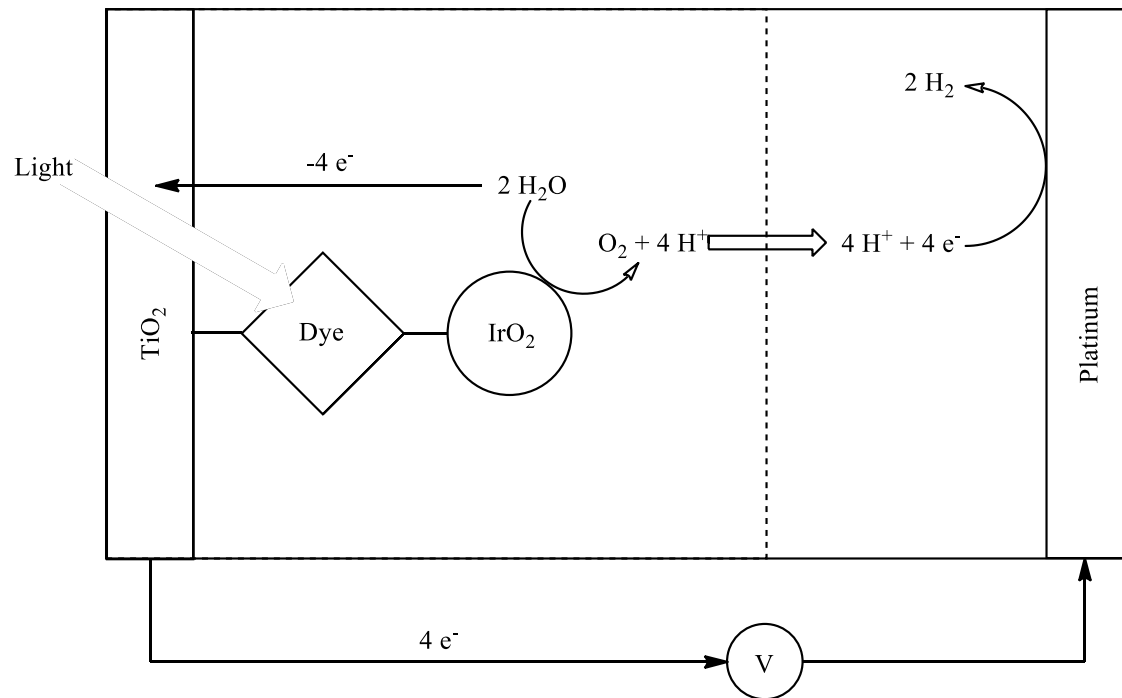 2 H₂
Light
-4 e⁻
2 H₂O
O₂ + 4 H⁺
4 H⁺ + 4 e⁻
TiO₂
Dye
IrO₂
Platinum
4 e⁻
V